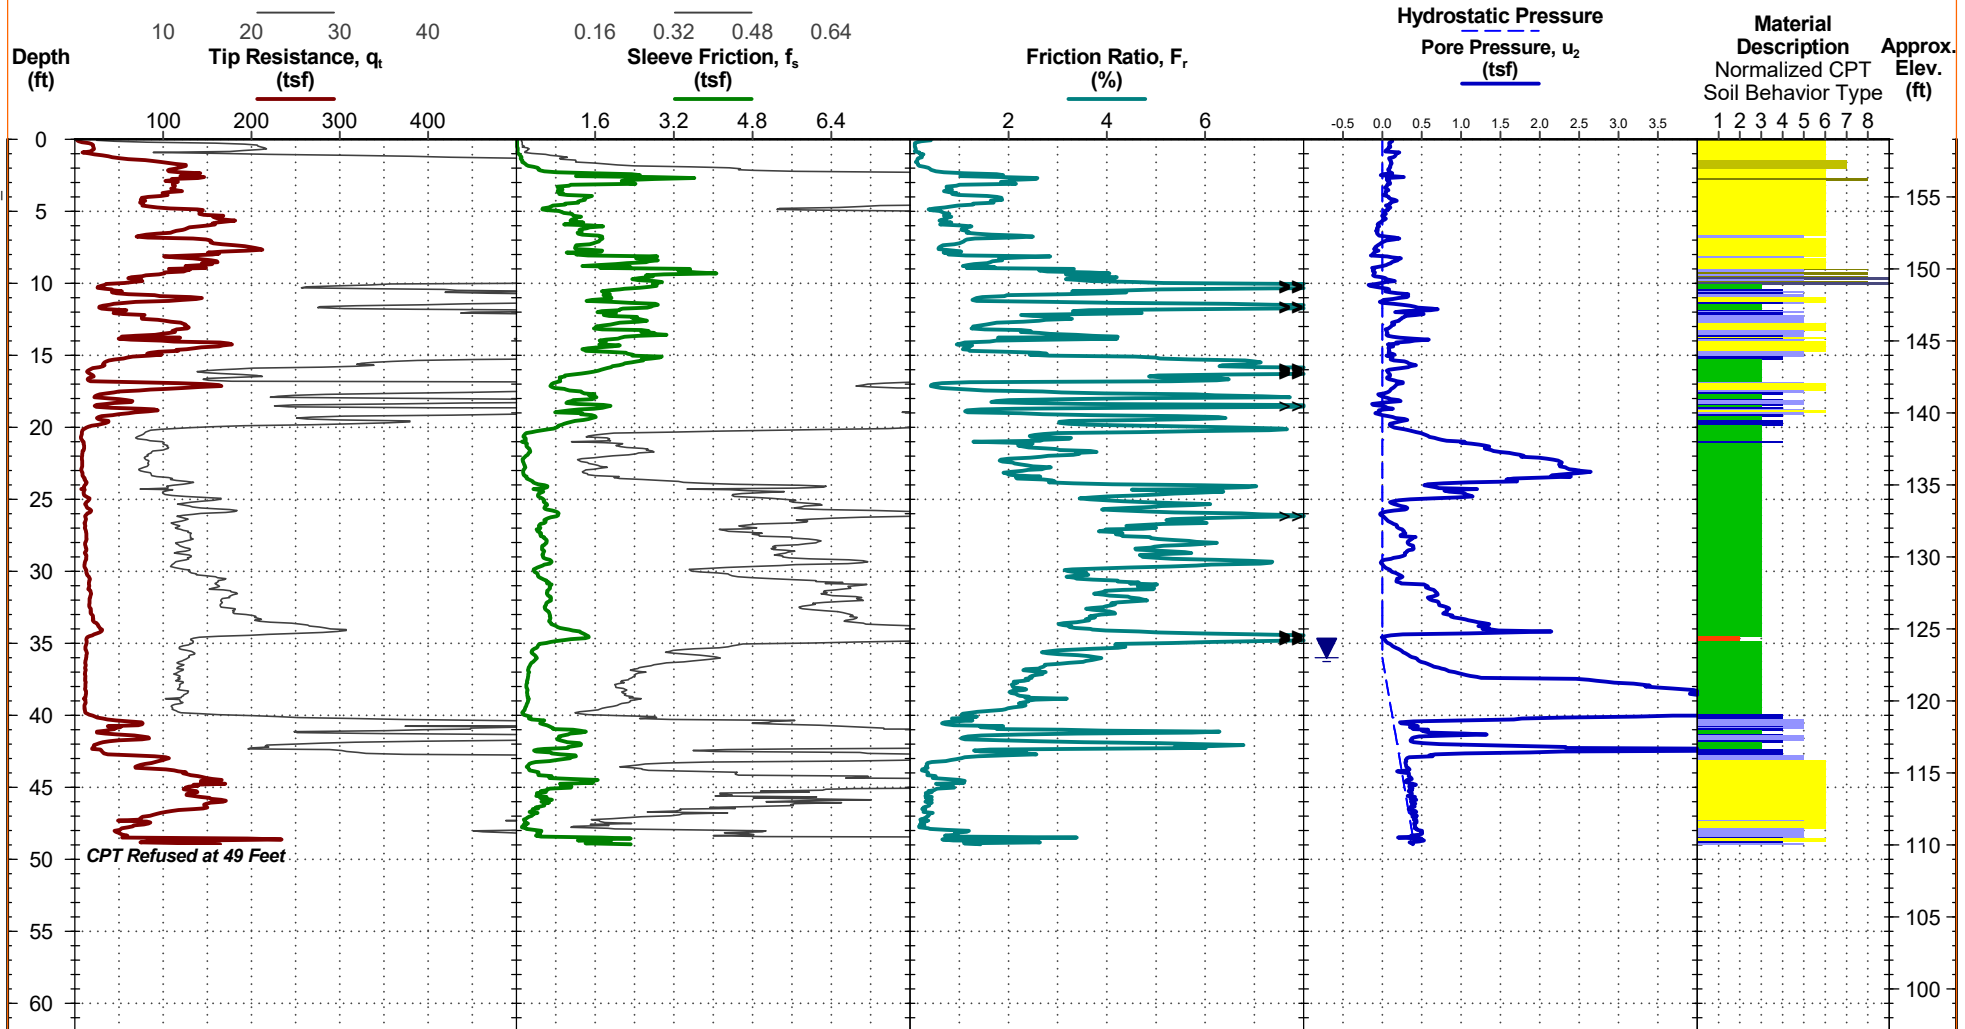 10 20 30 40 0.16 0.32 0.48 0.64
Hydrostatic Pressure
Depth
(ft)
Tip Resistance, qt
(tsf)
Sleeve Friction, fs
(tsf)
Friction Ratio, Fr
(%)
Pore Pressure, u2
(tsf)
Material
Description
Normalized CPT
Soil Behavior Type
Approx.
Elev.
(ft)
100 200 300 400 1.6 3.2 4.8 6.4 2 4 6 -0.5 0.0 0.5 1.0 1.5 2.0 2.5 3.0 3.5 1 2 3 4 5 6 7 8
0
5 155
10 150
15 145
20 140
25 135
30 130
35 125
40 120
45 115
CPT Refused at 49 Feet
50 110
55 105
60 100